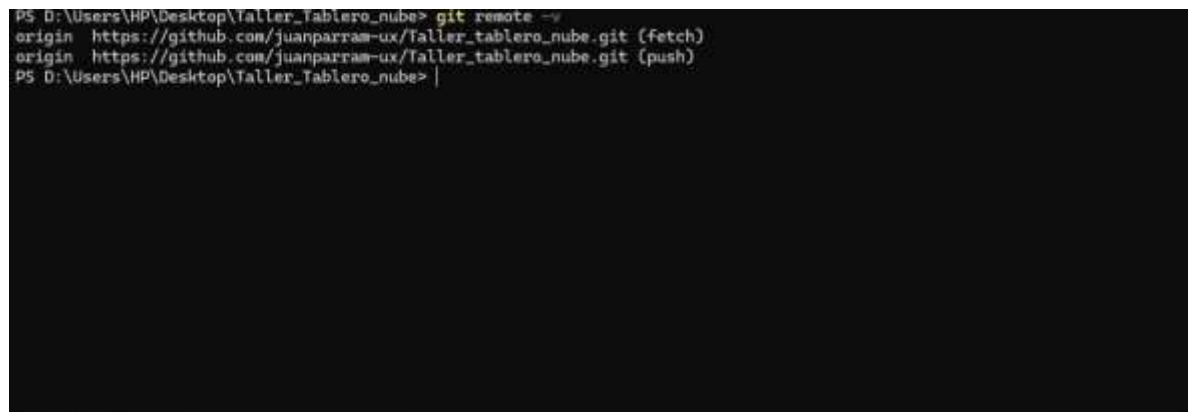 PS D:\Users\HP\Desktop\Taller_Tablero_nube> git remote -v
origin  https://github.com/juanparram-ux/Taller_tablero_nube.git (fetch)
origin  https://github.com/juanparram-ux/Taller_tablero_nube.git (push)
PS D:\Users\HP\Desktop\Taller_Tablero_nube>